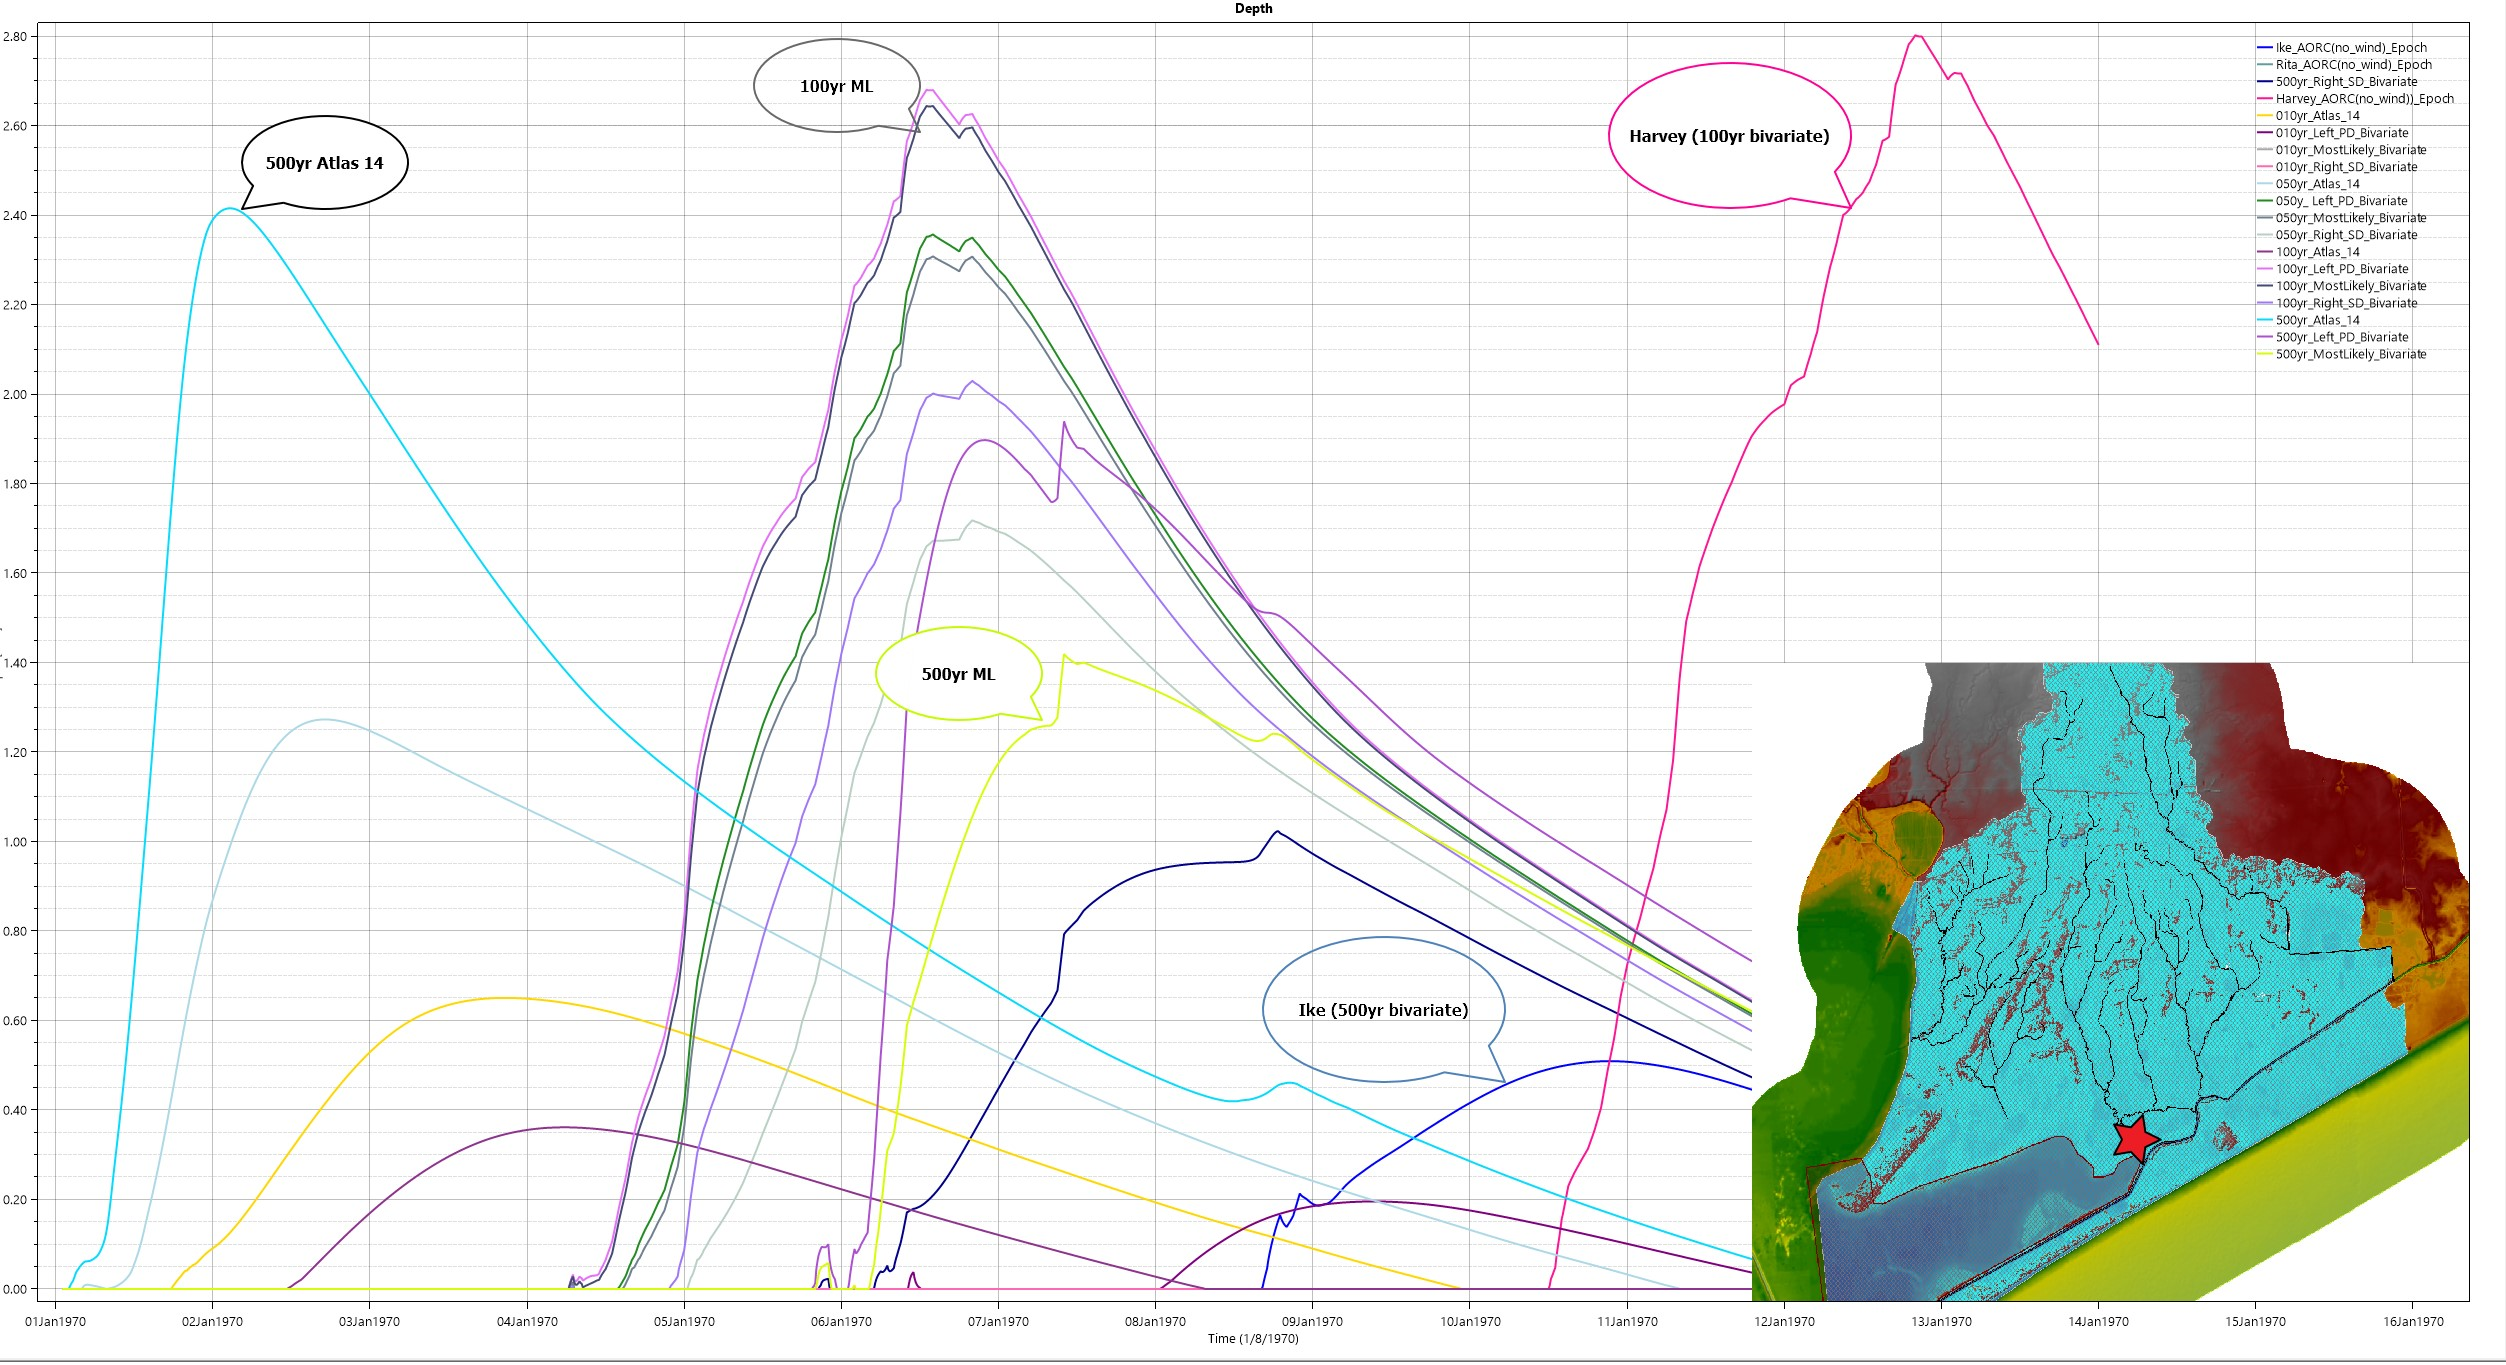 Depth
2.80
2.60
2.40
2.20
2.00
1.80
1.60
1.40
1.20
1.00
0.80
0.60
0.40
0.20
0.00
500yr Atlas 14
100yr ML
Harvey (100yr bivariate)
500yr ML
Ike (500yr bivariate)
Ike_AORC(no_wind)_Epoch
Rita_AORC(no_wind)_Epoch
500yr_Right_SD_Bivariate
Harvey_AORC(no_wind))_Epoch
010yr_Atlas_14
010yr_Left_PD_Bivariate
010yr_MostLikely_Bivariate
010yr_Right_SD_Bivariate
050yr_Atlas_14
050y_ Left_PD_Bivariate
050yr_MostLikely_Bivariate
050yr_Right_SD_Bivariate
100yr_Atlas_14
100yr_Left_PD_Bivariate
100yr_MostLikely_Bivariate
100yr_Right_SD_Bivariate
500yr_Atlas_14
500yr_Left_PD_Bivariate
500yr_MostLikely_Bivariate
01Jan1970 02Jan1970 03Jan1970 04Jan1970 05Jan1970 06Jan1970 07Jan1970 08Jan1970 09Jan1970 10Jan1970 11Jan1970 12Jan1970 13Jan1970 14Jan1970 15Jan1970 16Jan1970
Time (1/8/1970)